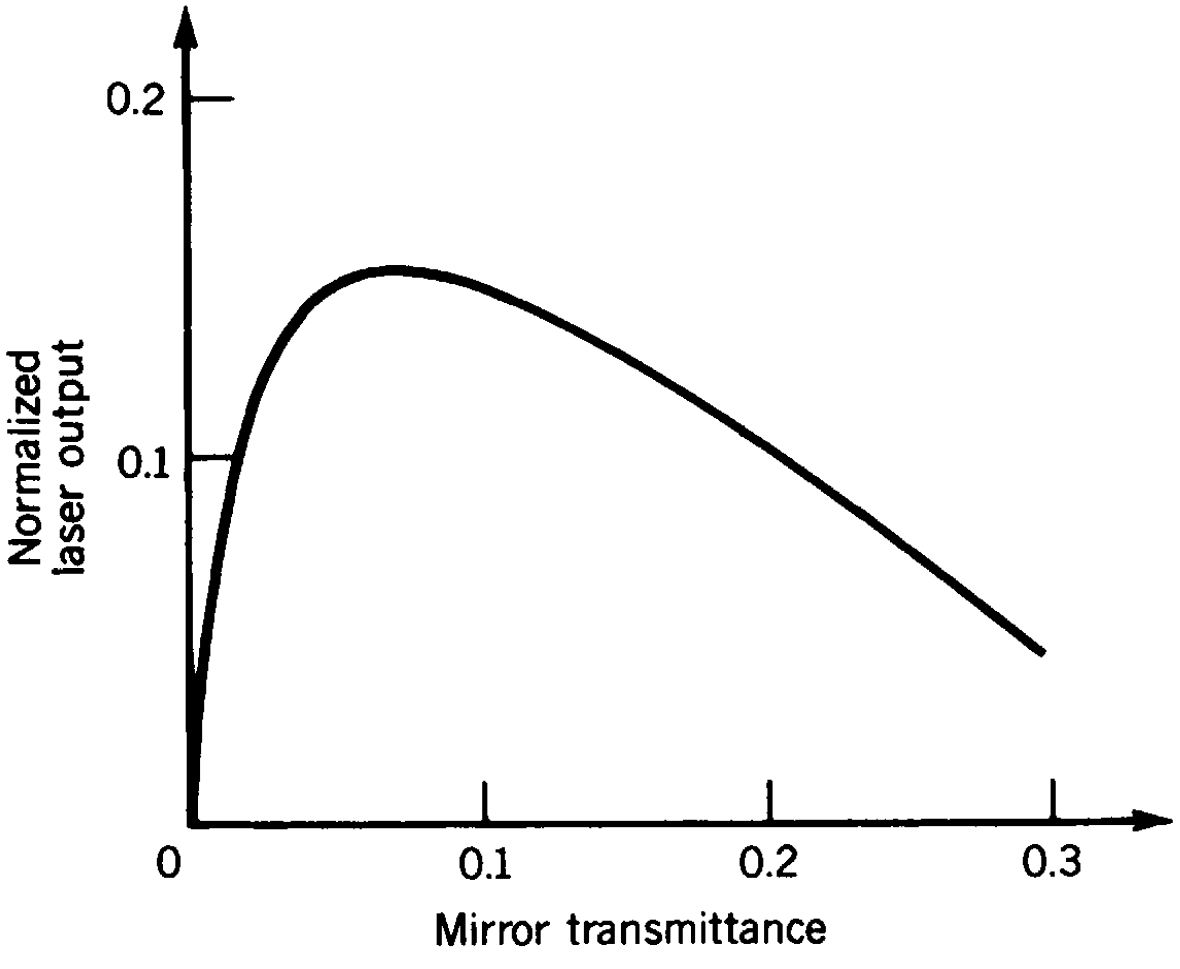 0.2
Normalized
laser output
0.1
0
0.1
0.2
0.3
Mirror transmittance